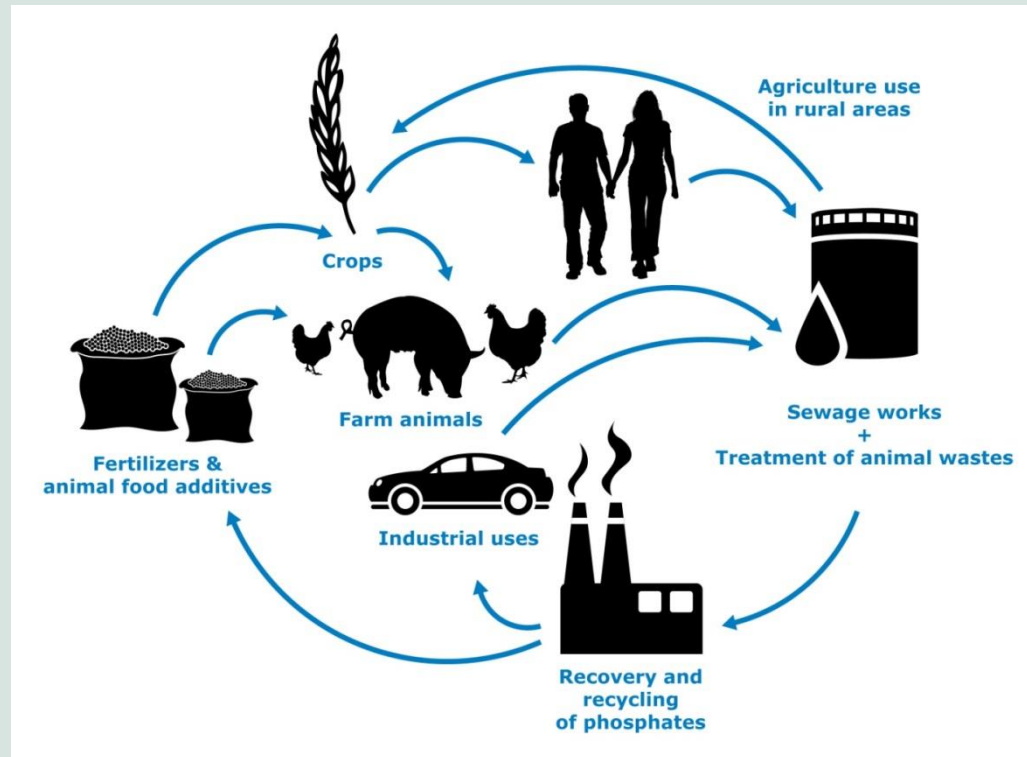 Agriculture use
in rural areas
Crops
Farm animals
Fertilizers &
animal food additives
Sewage works
+
Treatment of animal wastes
Industrial uses
Recovery and
recycling
of phosphates